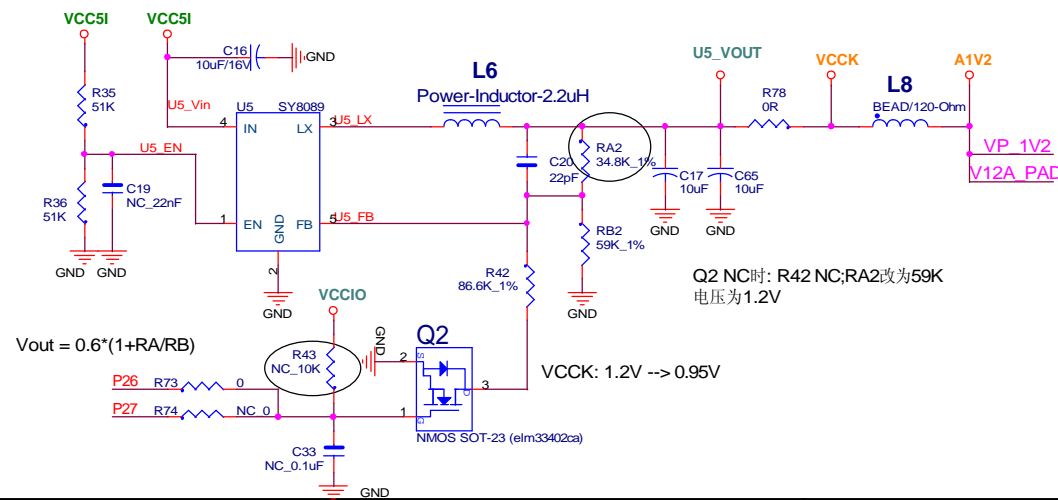 VCC5I
VCC5I
C16
10uF/16V
GND
R35
51K
U5_Vin
U5
SY8089
4
IN
LX
3
U5_LX
L6
Power-Inductor-2.2uH
U5_VOUT
VCCK
A1V2
R78
0R
L8
BEAD/120-Ohm
VP_1V2
V12A_PAD
U5_EN
R36
51K
C19
NC_22nF
1
EN
GND
FB
5
U5_FB
2
GND
GND
GND
C20
22pF
RA2
34.8K_1%
C17
10uF
C65
10uF
GND
GND
RB2
59K_1%
GND
R42
86.6K_1%
Q2 NC时: R42 NC;RA2改为59K
电压为1.2V
VCCIO
Vout = 0.6*(1+RA/RB)
R43
NC_10K
GND
Q2
2
S
D
3
G
1
VCCK: 1.2V --> 0.95V
P26
R73
0
P27
R74
NC_0
NMOS SOT-23 (elm33402ca)
C33
NC_0.1uF
GND